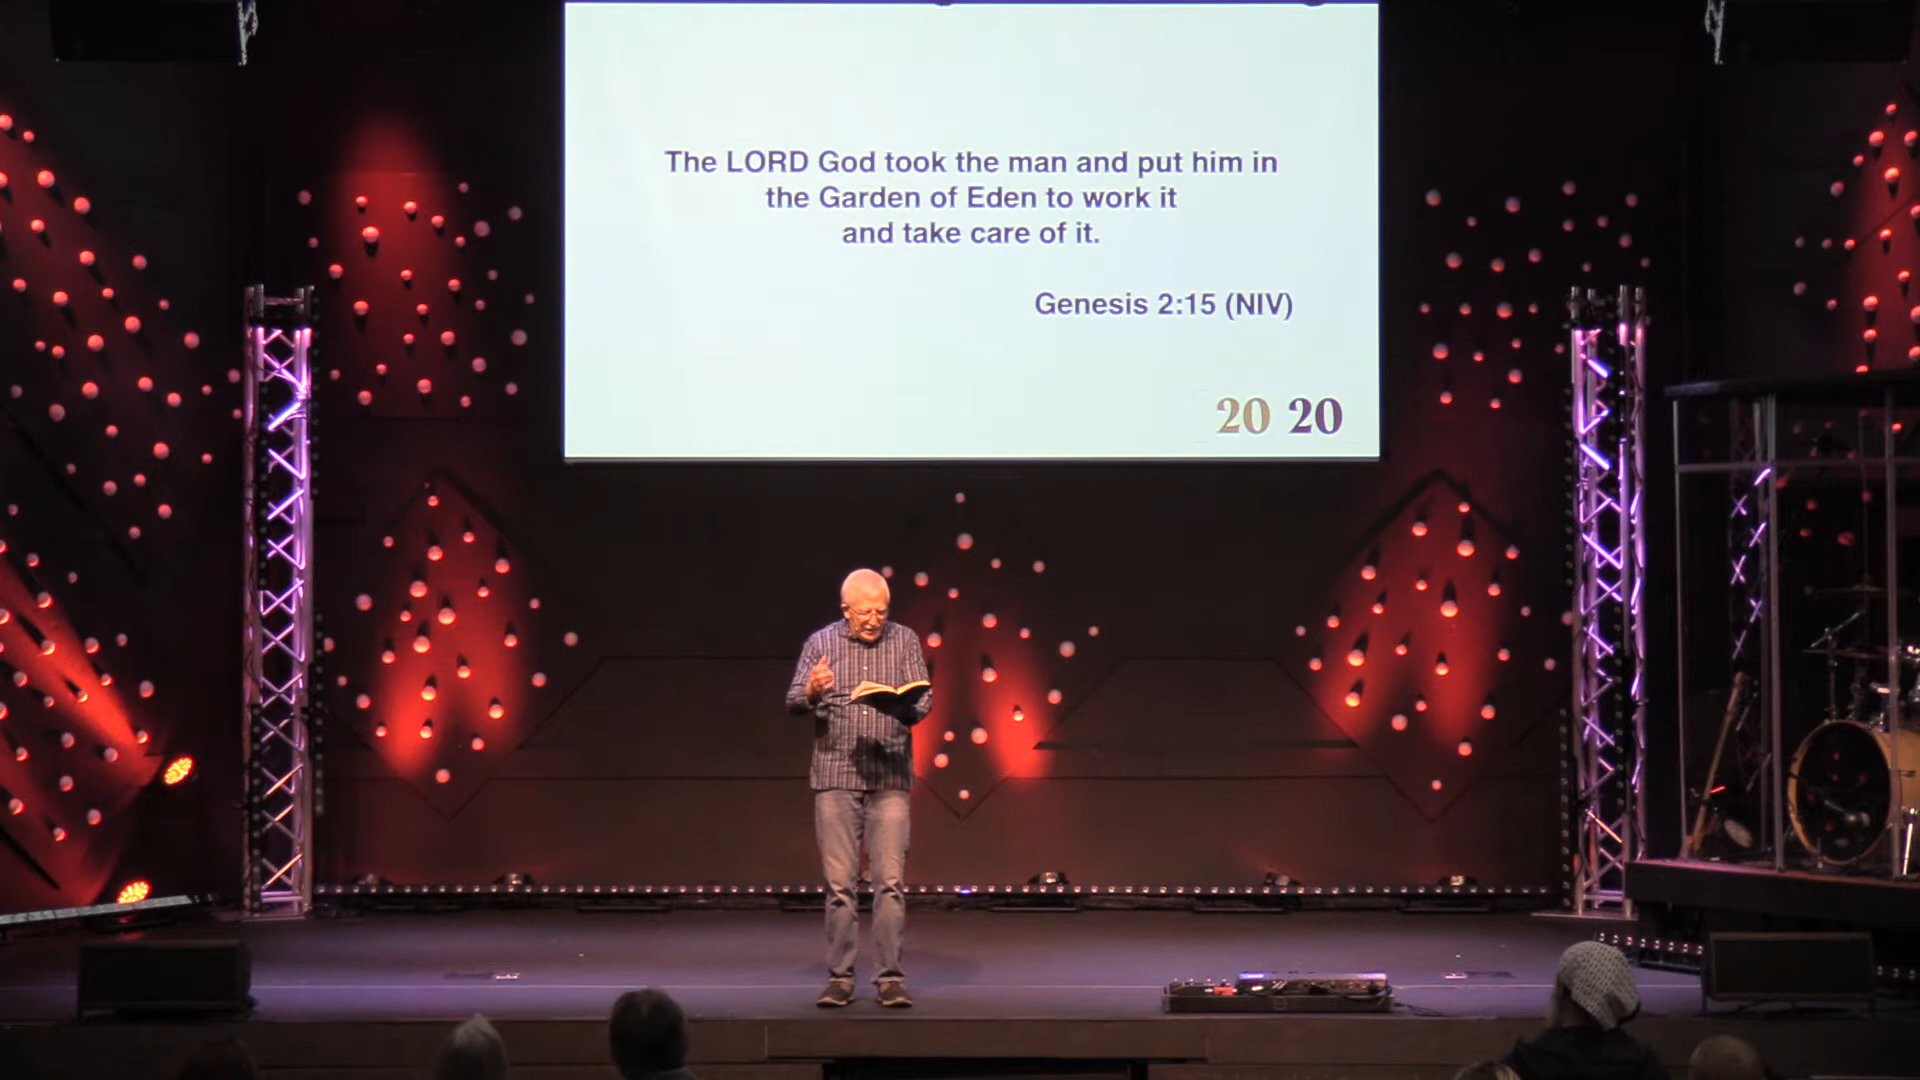 The LORD God took the man and put him in
the Garden of Eden to work it
and take care of it.
Genesis 2:15 (NIV)
20 20